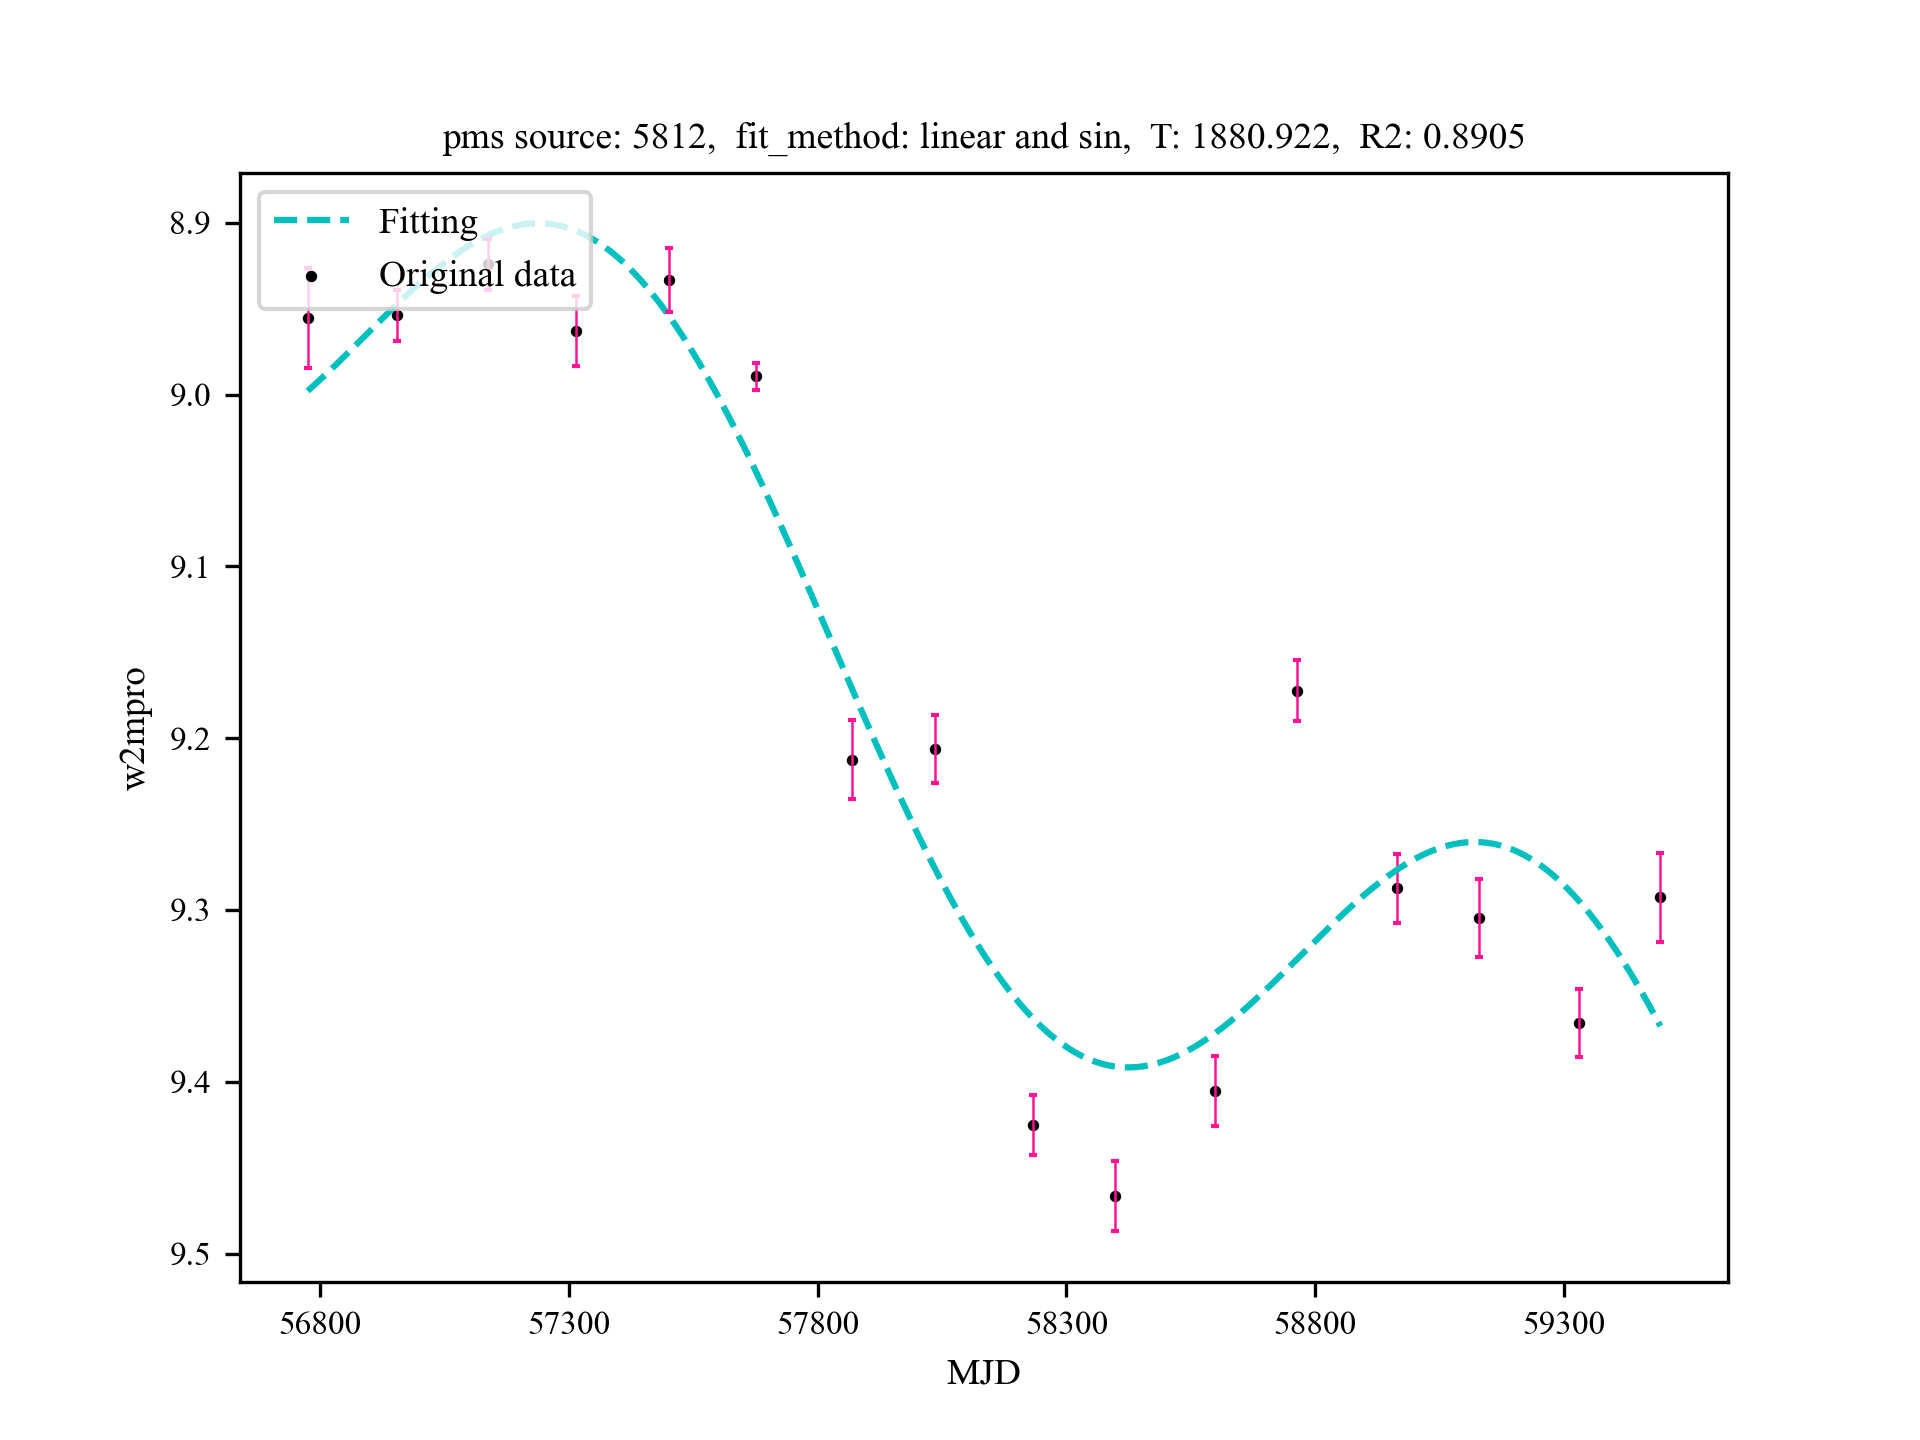 pms source: 5812, fit_method: linear and sin, T: 1880.922, R2: 0.8905
Fitting
Original data
8.9
9.0
9.1
9.2
9.3
9.4
9.5
w2mpro
56800 57300 57800 58300 58800 59300
MJD